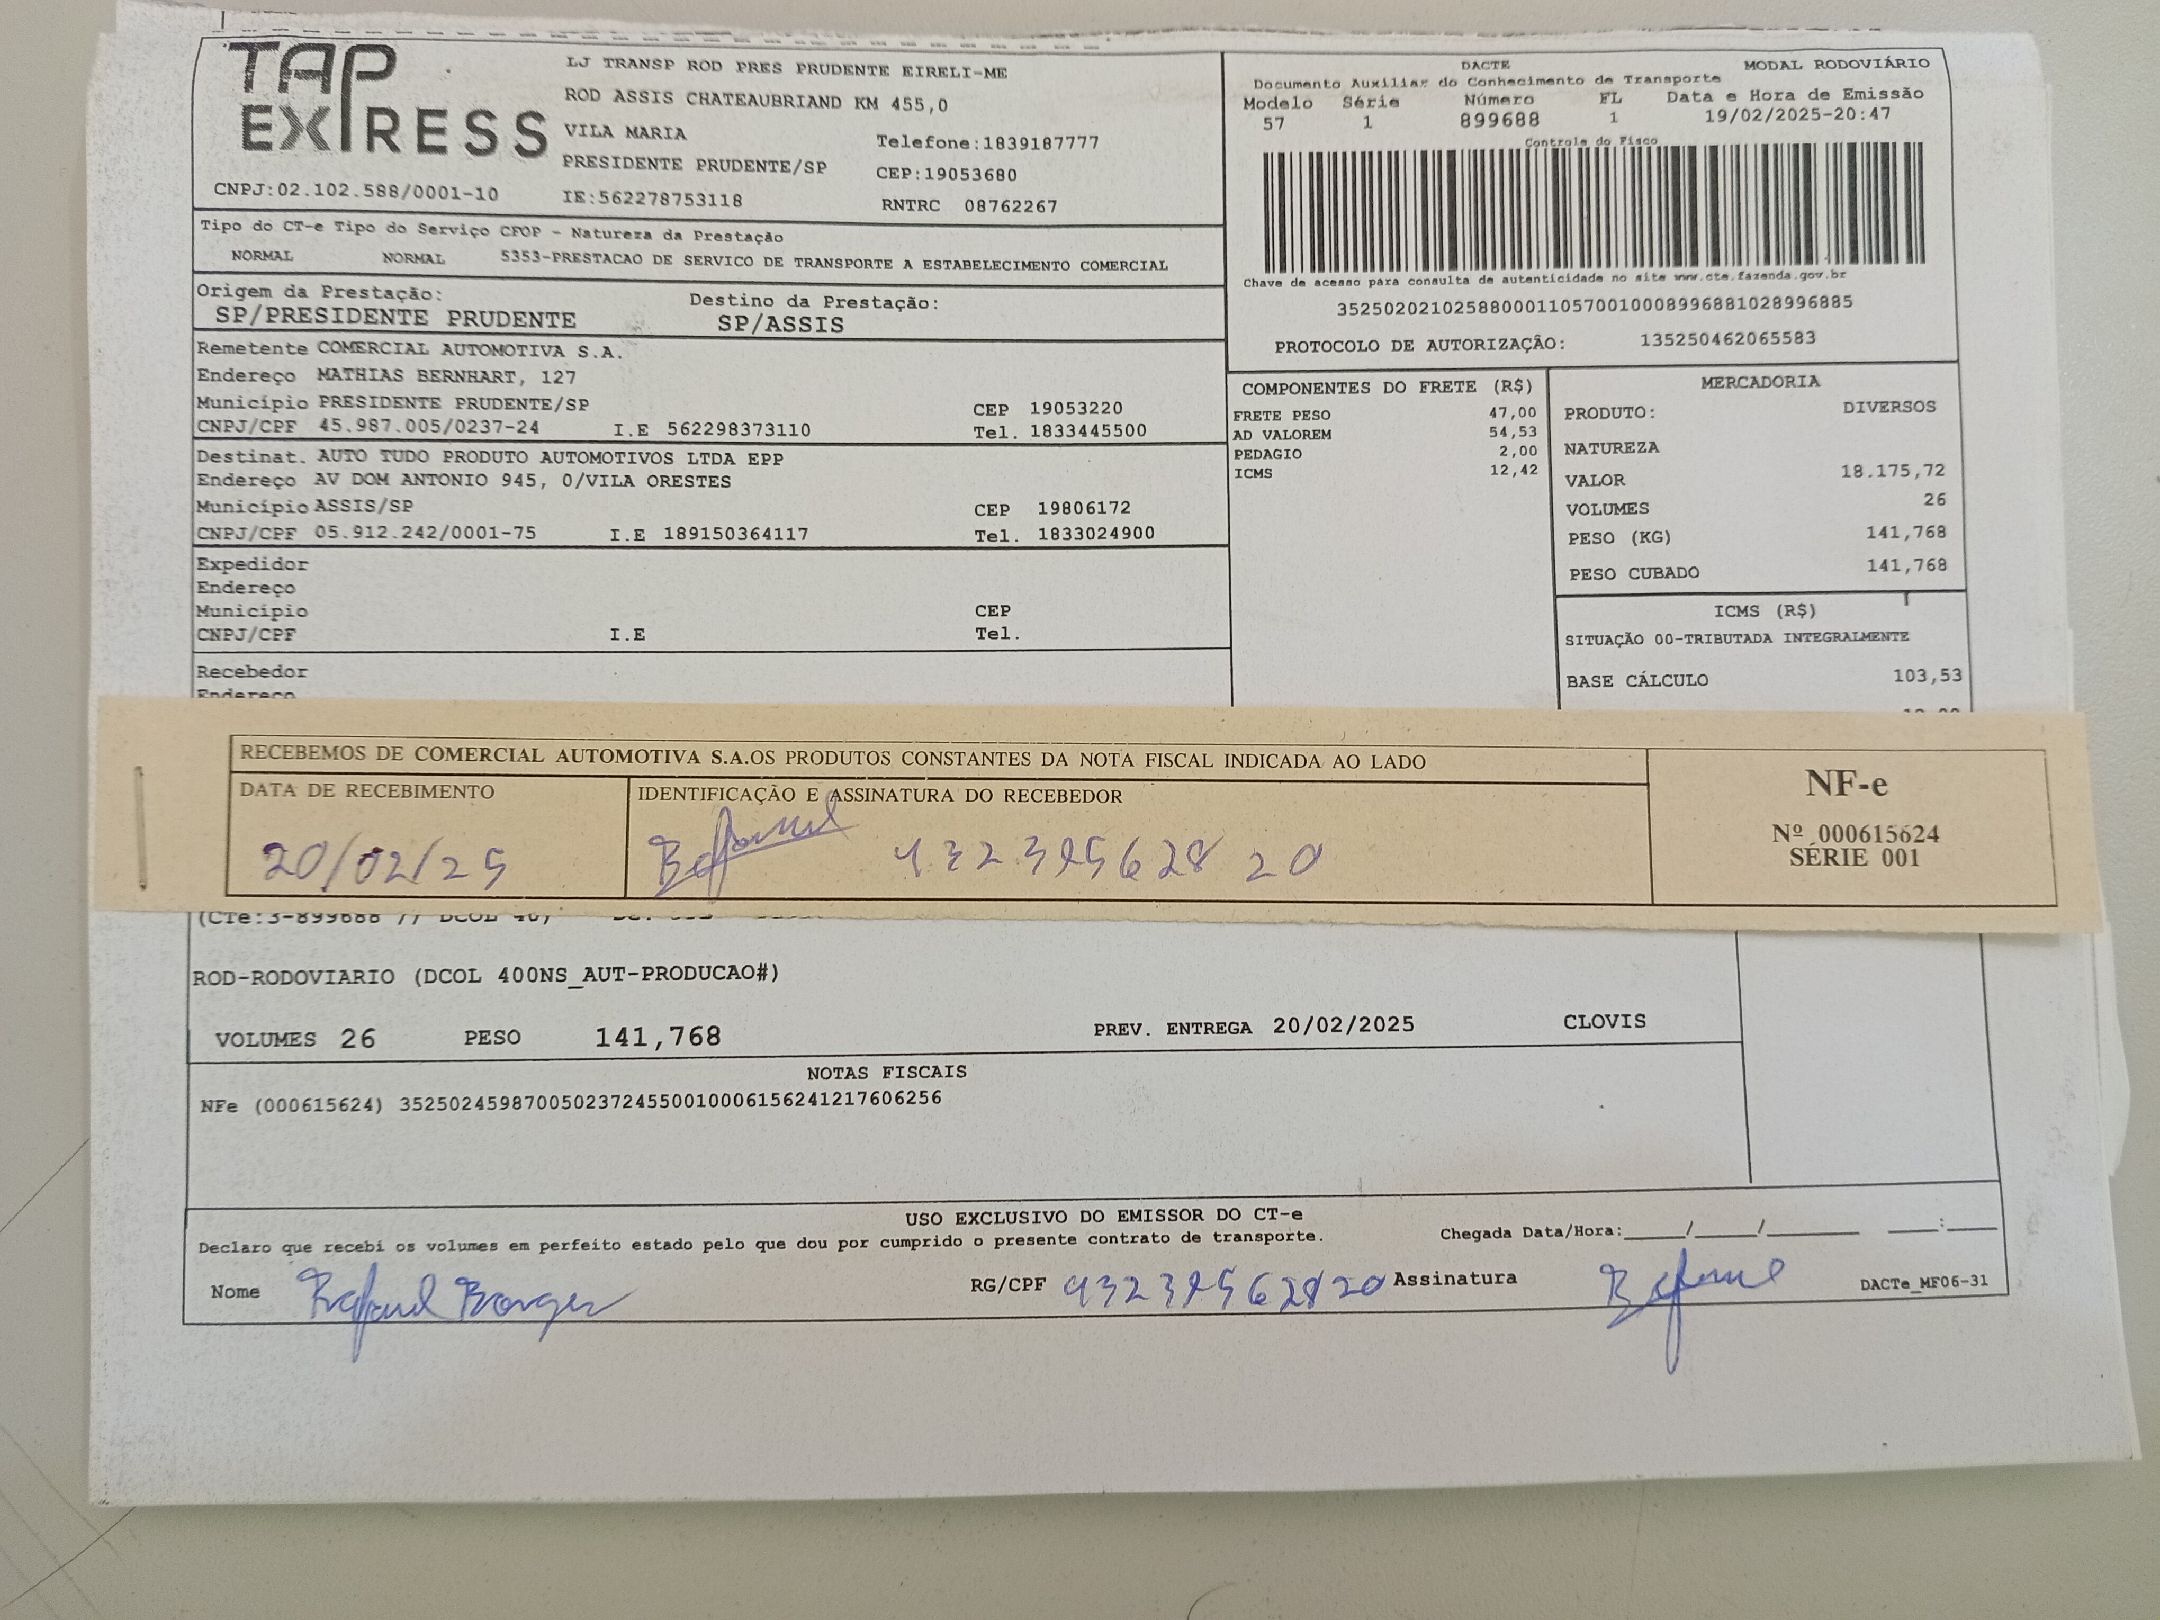 TAP EXPRESS
LJ TRANSP ROD PRES PRUDENTE EIRELI-ME
ROD ASSIS CHATEAUBRIAND KM 455,0
VILA MARIA
Telefone:1839187777
PRESIDENTE PRUDENTE/SP
CEP:19053680
CNPJ:02.102.588/0001-10
IE:562278753118
RNTRC 08762267
DACTE
MODAL RODOVIÁRIO
Documento Auxiliar do Conhecimento de Transporte
Modelo Série Número FL Data e Hora de Emissão
57 1 899688 1 19/02/2025-20:47
Controle do Fisco
Chave de acesso para consulta de autenticidade no site www.cte.fazenda.gov.br
35250202102588000110570010008996881028996885
PROTOCOLO DE AUTORIZAÇÃO: 135250462065583
Tipo do CT-e Tipo do Serviço CFOP - Natureza da Prestação
NORMAL NORMAL 5353-PRESTACAO DE SERVICO DE TRANSPORTE A ESTABELECIMENTO COMERCIAL
Origem da Prestação: Destino da Prestação:
SP/PRESIDENTE PRUDENTE SP/ASSIS
Remetente COMERCIAL AUTOMOTIVA S.A.
Endereço MATHIAS BERNHART, 127
Município PRESIDENTE PRUDENTE/SP CEP 19053220
CNPJ/CPF 45.987.005/0237-24 I.E 562298373110 Tel. 1833445500
Destinat. AUTO TUDO PRODUTO AUTOMOTIVOS LTDA EPP
Endereço AV DOM ANTONIO 945, 0/VILA ORESTES
Município ASSIS/SP CEP 19806172
CNPJ/CPF 05.912.242/0001-75 I.E 189150364117 Tel. 1833024900
Expedidor
Endereço
Município CEP
CNPJ/CPF I.E Tel.
Recebedor
Endereço
COMPONENTES DO FRETE (R$)
FRETE PESO 47,00
AD VALOREM 54,53
PEDAGIO 2,00
ICMS 12,42
MERCADORIA
PRODUTO: DIVERSOS
NATUREZA
VALOR 18.175,72
VOLUMES 26
PESO (KG) 141,768
PESO CUBADO 141,768
ICMS (R$)
SITUAÇÃO 00-TRIBUTADA INTEGRALMENTE
BASE CÁLCULO 103,53
RECEBEMOS DE COMERCIAL AUTOMOTIVA S.A.OS PRODUTOS CONSTANTES DA NOTA FISCAL INDICADA AO LADO
DATA DE RECEBIMENTO
20/02/25
IDENTIFICAÇÃO E ASSINATURA DO RECEBEDOR
NF-e
Nº 000615624
SÉRIE 001
(CTe:3-899688 // DCOL
ROD-RODOVIARIO (DCOL 400NS_AUT-PRODUCAO#)
VOLUMES 26 PESO 141,768 PREV. ENTREGA 20/02/2025 CLOVIS
NOTAS FISCAIS
NFe (000615624) 35250245987005023724550010006156241217606256
USO EXCLUSIVO DO EMISSOR DO CT-e
Declaro que recebi os volumes em perfeito estado pelo que dou por cumprido o presente contrato de transporte.
Chegada Data/Hora:____/____/______ ___:___
Nome Rafael Borges RG/CPF Assinatura DACTe_MF06-31